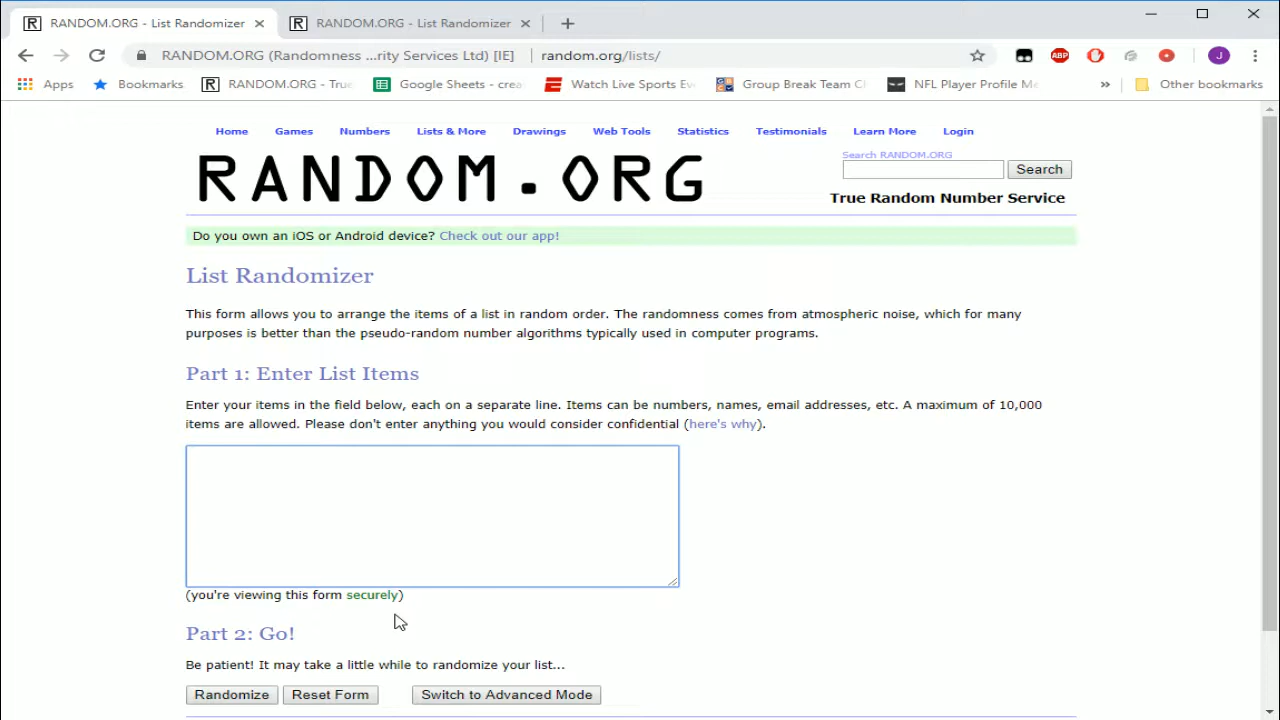 RANDOM.ORG - List Randomizer
RANDOM.ORG - List Randomizer
RANDOM.ORG (Randomness ...rity Services Ltd) [IE] random.org/lists/
Apps Bookmarks RANDOM.ORG - Tru Google Sheets - crea Watch Live Sports Ev Group Break Team C NFL Player Profile M » Other bookmarks
Home Games Numbers Lists & More Drawings Web Tools Statistics Testimonials Learn More Login
RANDOM.ORG
Search RANDOM.ORG
Search
True Random Number Service
Do you own an iOS or Android device? Check out our app!
List Randomizer
This form allows you to arrange the items of a list in random order. The randomness comes from atmospheric noise, which for many
purposes is better than the pseudo-random number algorithms typically used in computer programs.
Part 1: Enter List Items
Enter your items in the field below, each on a separate line. Items can be numbers, names, email addresses, etc. A maximum of 10,000
items are allowed. Please don't enter anything you would consider confidential (here's why).
(you're viewing this form securely)
Part 2: Go!
Be patient! It may take a little while to randomize your list...
Randomize Reset Form Switch to Advanced Mode